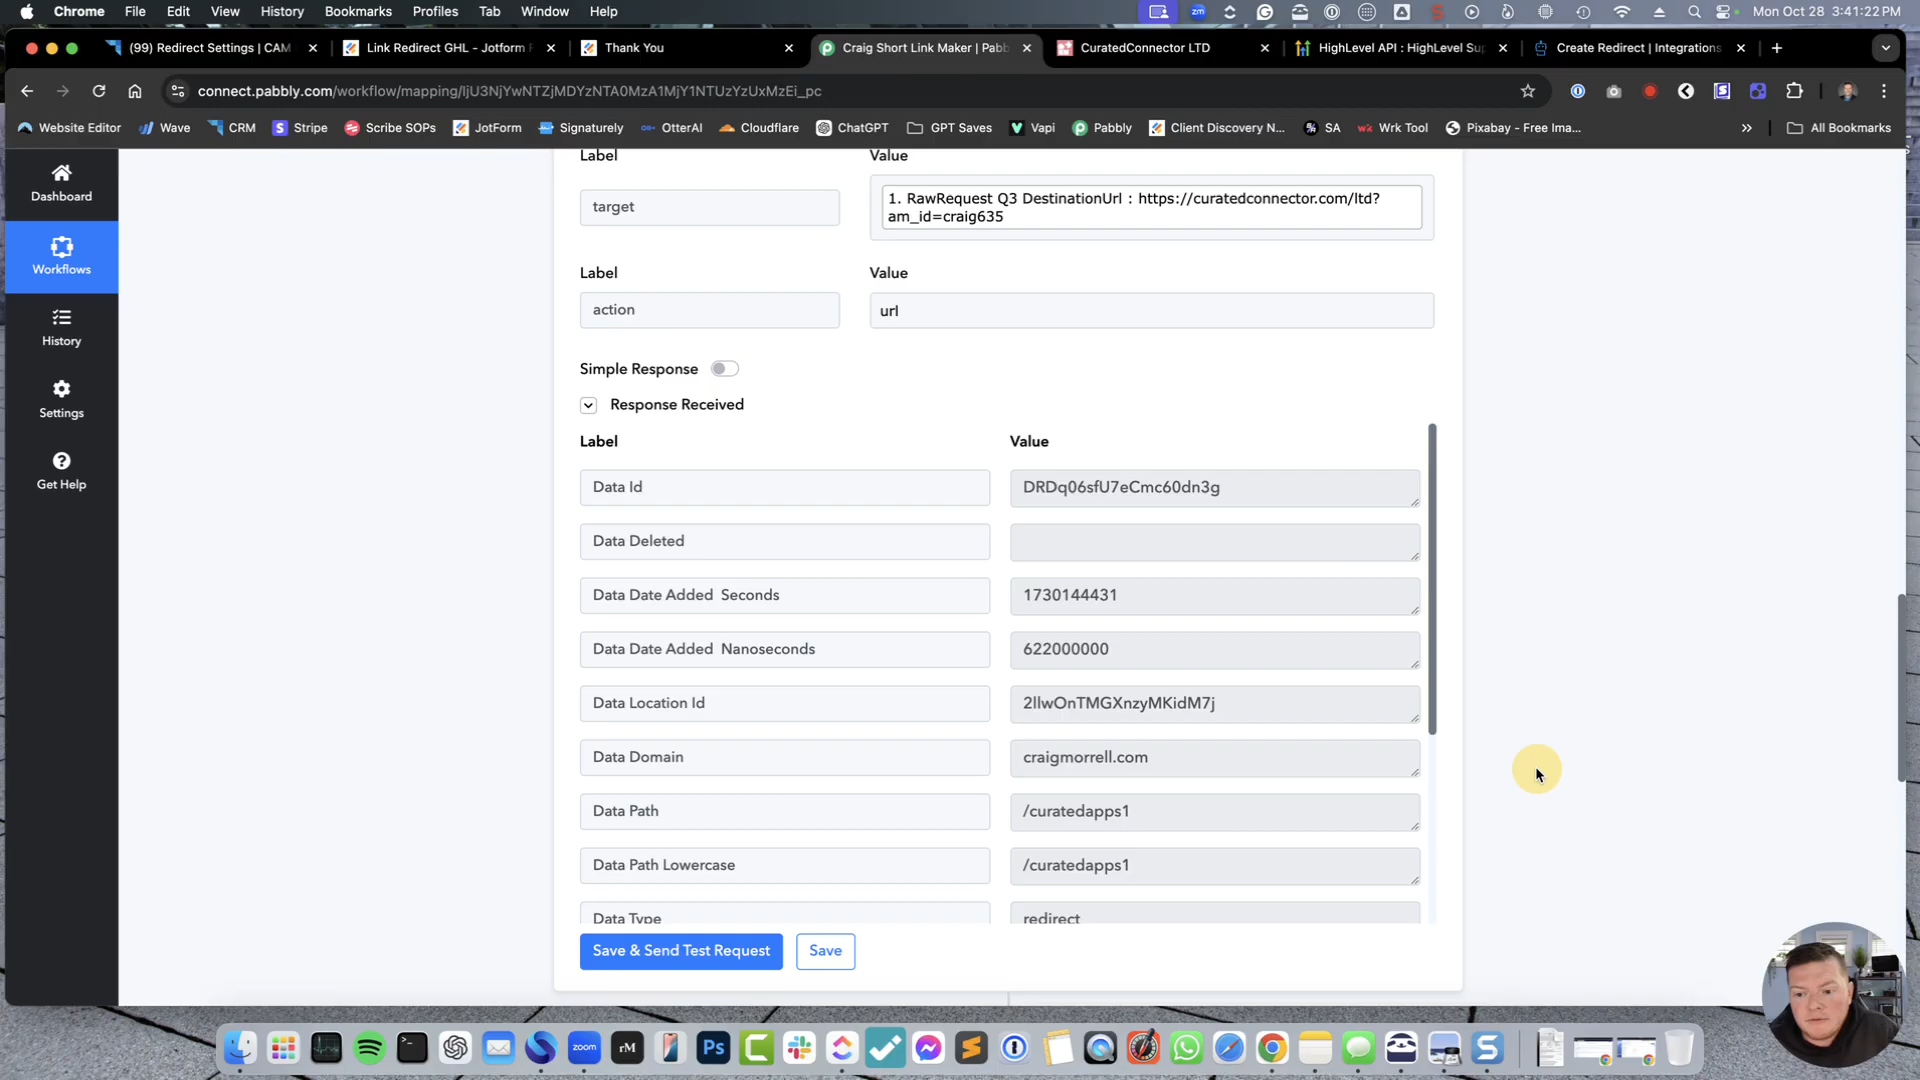 Chrome File Edit View History Bookmarks Profiles Tab Window Help
Mon Oct 28 3:41:22 PM
(99) Redirect Settings | CAM
Link Redirect GHL - Jotform F
Thank You
Craig Short Link Maker | Pabb
CuratedConnector LTD
HighLevel API : HighLevel Su
Create Redirect | Integrations
connect.pabbly.com/workflow/mapping/IjU3NjYwNTZjMDYzNTA0MzA1MjY1NTUzYzUxMzEi_pc
Website Editor
Wave
CRM
Stripe
Scribe SOPs
JotForm
Signaturely
OtterAI
Cloudflare
ChatGPT
GPT Saves
Vapi
Pabbly
Client Discovery N...
SA
Wrk Tool
Pixabay - Free Ima...
All Bookmarks
Dashboard
Workflows
History
Settings
Get Help
Label Value
target
1. RawRequest Q3 DestinationUrl : https://curatedconnector.com/ltd?
am_id=craig635
Label Value
action url
Simple Response
Response Received
Label Value
Data Id DRDq06sfU7eCmc60dn3g
Data Deleted
Data Date Added Seconds 1730144431
Data Date Added Nanoseconds 622000000
Data Location Id 2llwOnTMGXnzyMKidM7j
Data Domain craigmorrell.com
Data Path /curatedapps1
Data Path Lowercase /curatedapps1
Data Type redirect
Save & Send Test Request Save
zoom
rM
Ps